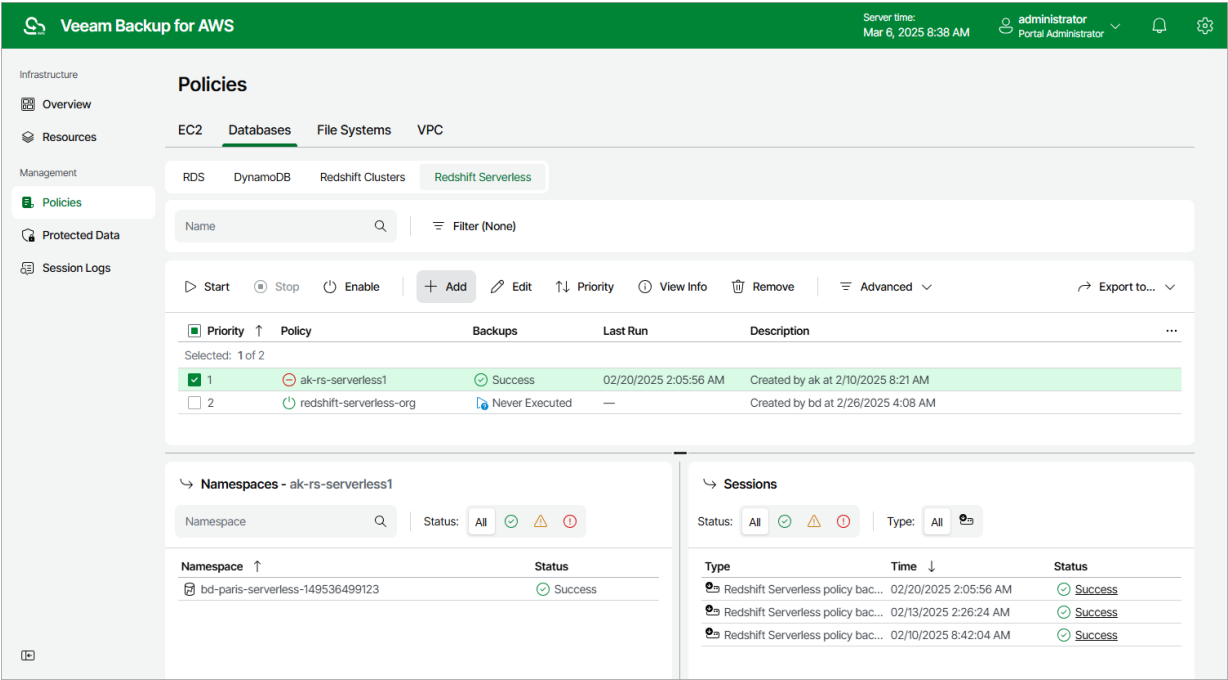 Veeam Backup for AWS
Server time:
Mar 6, 2025 8:38 AM
administrator
Portal Administrator
Infrastructure
Overview
Resources
Management
Policies
Protected Data
Session Logs
Policies
EC2 Databases File Systems VPC
RDS DynamoDB Redshift Clusters Redshift Serverless
Name Filter (None)
Start Stop Enable Add Edit Priority View Info Remove Advanced Export to...
Priority Policy Backups Last Run Description
Selected: 1 of 2
1 ak-rs-serverless1 Success 02/20/2025 2:05:56 AM Created by ak at 2/10/2025 8:21 AM
2 redshift-serverless-org Never Executed — Created by bd at 2/26/2025 4:08 AM
Namespaces - ak-rs-serverless1
Namespace Status: All
Namespace Status
bd-paris-serverless-149536499123 Success
Sessions
Status: All Type: All
Type Time Status
Redshift Serverless policy bac... 02/20/2025 2:05:56 AM Success
Redshift Serverless policy bac... 02/13/2025 2:26:24 AM Success
Redshift Serverless policy bac... 02/10/2025 8:42:04 AM Success